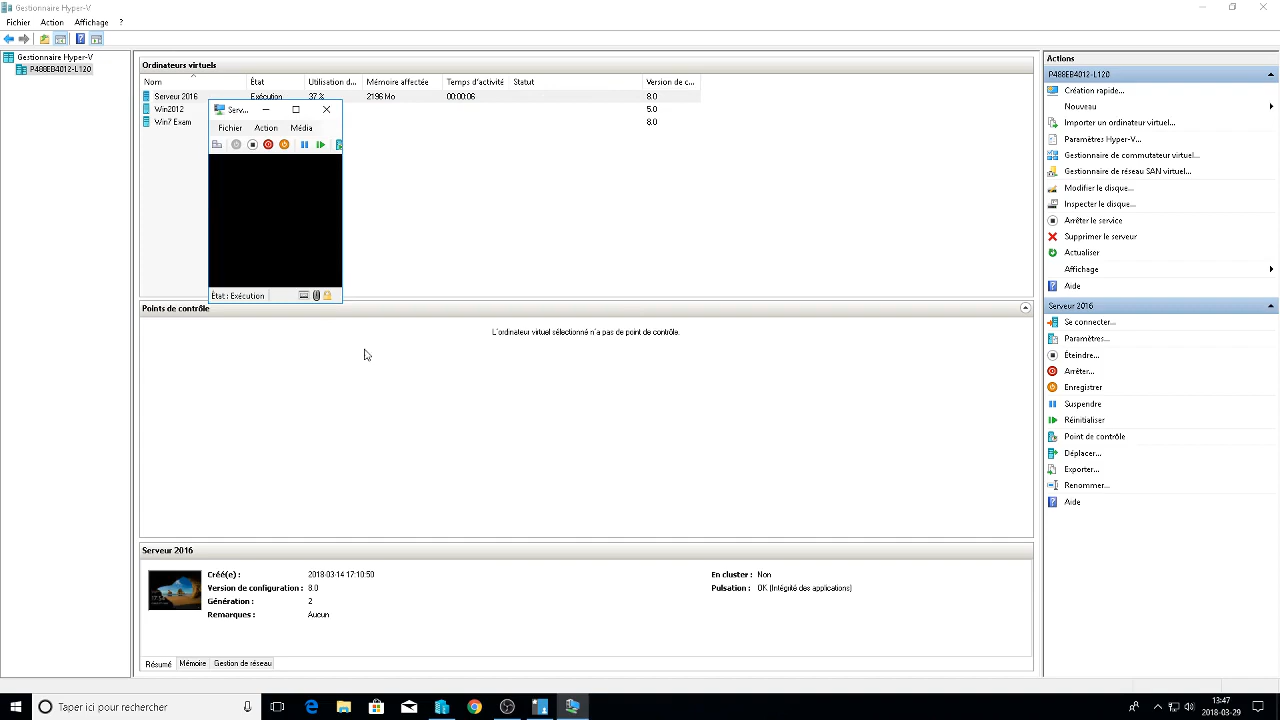 Gestionnaire Hyper-V
Fichier Action Affichage ?
Gestionnaire Hyper-V
P488EB4012-L120
Ordinateurs virtuels
Nom État Utilisation d... Mémoire affectée Temps d'activité Statut Version de c...
Serveur 2016 Exécution 37 % 2196 Mo 00:00:06 8.0
Win2012 5.0
Win7 Exam 8.0
Serv...
Fichier Action Média
État : Exécution
Points de contrôle
L'ordinateur virtuel sélectionné n'a pas de point de contrôle.
Serveur 2016
Créé(e) : 2018-03-14 17:10:50 En cluster : Non
Version de configuration : 8.0 Pulsation : OK (Intégrité des applications)
Génération : 2
Remarques : Aucun
17:54
Résumé Mémoire Gestion de réseau
Actions
P488EB4012-L120
Création rapide...
Nouveau
Importer un ordinateur virtuel...
Paramètres Hyper-V...
Gestionnaire de commutateur virtuel...
Gestionnaire de réseau SAN virtuel...
Modifier le disque...
Inspecter le disque...
Arrêter le service
Supprimer le serveur
Actualiser
Affichage
Aide
Serveur 2016
Se connecter...
Paramètres...
Éteindre...
Arrêter...
Enregistrer
Suspendre
Réinitialiser
Point de contrôle
Déplacer...
Exporter...
Renommer...
Aide
Taper ici pour rechercher
13:47
2018-03-29